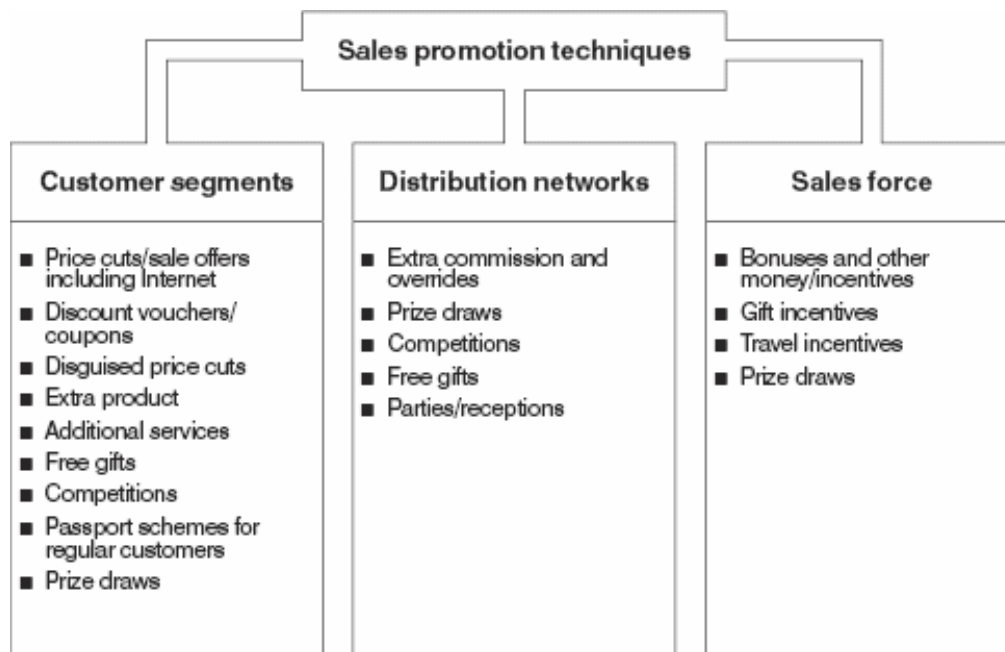 Sales promotion techniques
Customer segments
■ Price cuts/sale offers
including Internet
■ Discount vouchers/
coupons
■ Disguised price cuts
■ Extra product
■ Additional services
■ Free gifts
■ Competitions
■ Passport schemes for
regular customers
■ Prize draws
Distribution networks
■ Extra commission and
overrides
■ Prize draws
■ Competitions
■ Free gifts
■ Parties/receptions
Sales force
■ Bonuses and other
money/incentives
■ Gift incentives
■ Travel incentives
■ Prize draws